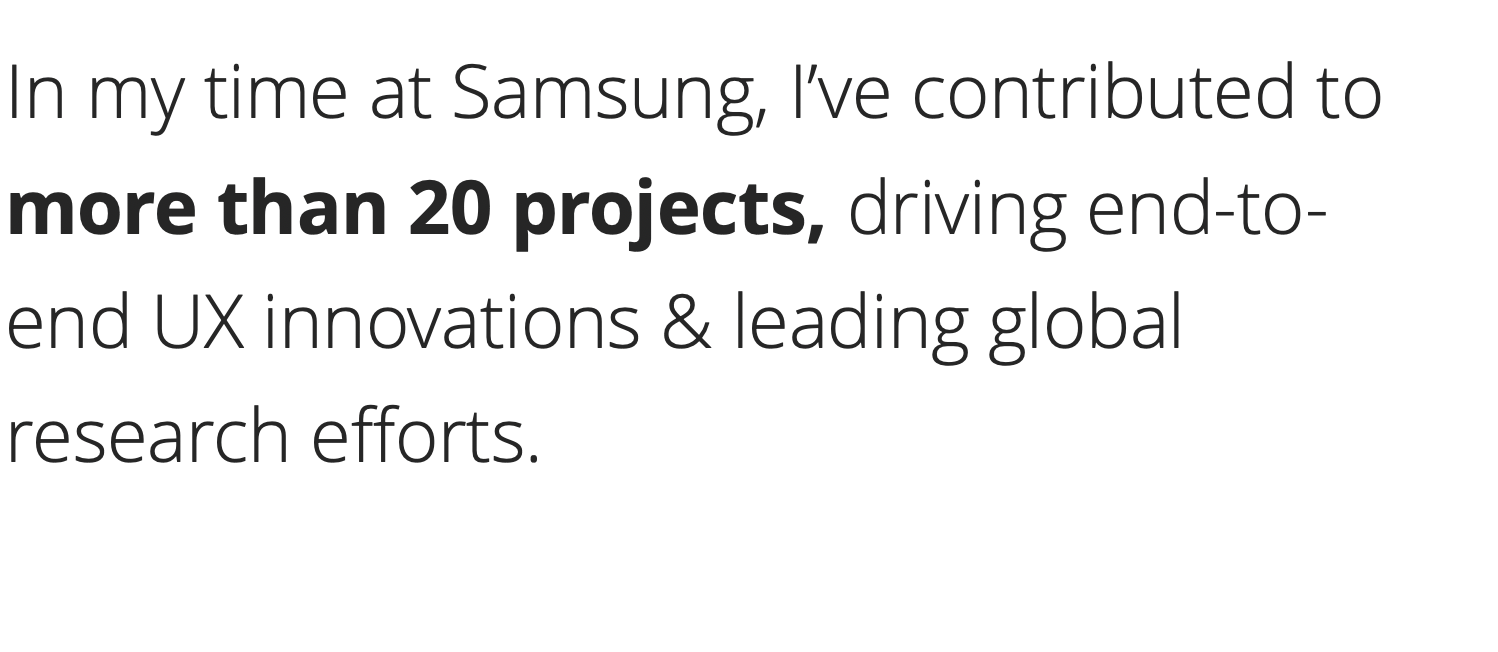 In my time at Samsung, I’ve contributed to
more than 20 projects, driving end-to-
end UX innovations & leading global
research efforts.